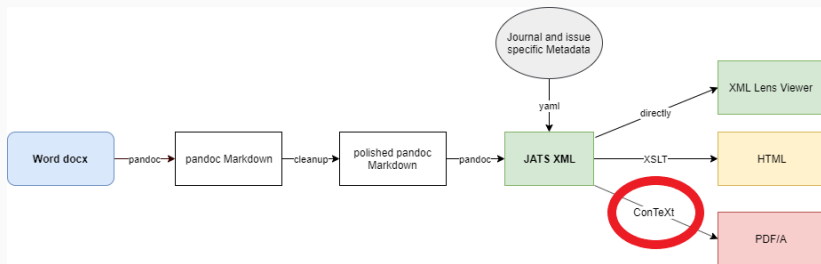 Journal and issue
specific Metadata
yaml
XML Lens Viewer
directly
Word docx
pandoc
pandoc Markdown
cleanup
polished pandoc
Markdown
pandoc
JATS XML
XSLT
HTML
ConTeXt
PDF/A